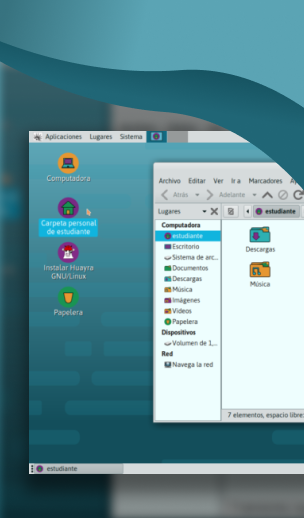 Aplicaciones Lugares Sistema
Computadora
Carpeta personal
de estudiante
Instalar Huayra
GNU/Linux
Papelera
Archivo Editar Ver Ir a Marcadores
Atrás Adelante
Lugares
estudiante
Computadora
estudiante
Escritorio
Sistema de arc...
Documentos
Descargas
Música
Imágenes
Vídeos
Papelera
Dispositivos
Volumen de 1,...
Red
Navega la red
Descargas
Música
7 elementos, espacio libre:
estudiante